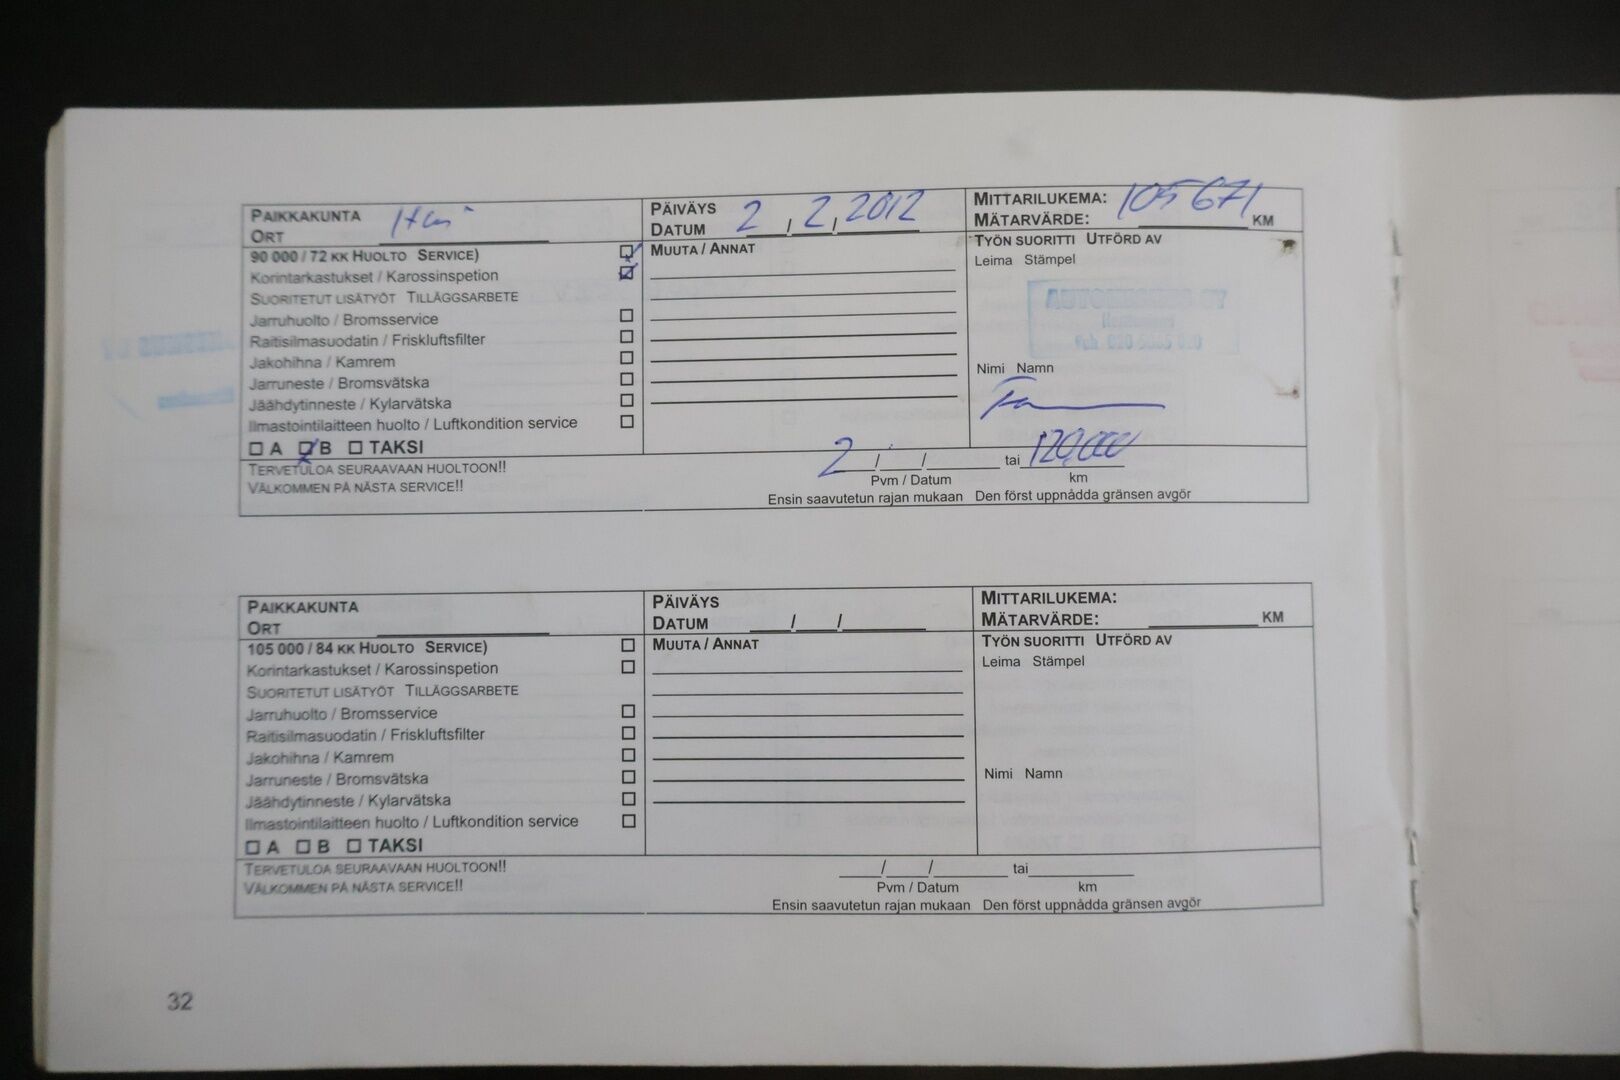 PAIKKAKUNTA
ORT
PÄIVÄYS
DATUM 2 / 2 / 2012
MITTARILUKEMA:
MÄTARVÄRDE: 105 671 KM
90 000 / 72 KK HUOLTO SERVICE)
Korintarkastukset / Karossinspetion
SUORITETUT LISÄTYÖT TILLÄGGSARBETE
Jarruhuolto / Bromsservice
Raitisilmasuodatin / Friskluftsfilter
Jakohihna / Kamrem
Jarruneste / Bromsvätska
Jäähdytinneste / Kylarvätska
Ilmastointilaitteen huolto / Luftkondition service
A B TAKSI
MUUTA / ANNAT
TYÖN SUORITTI UTFÖRD AV
Leima Stämpel
Nimi Namn
TERVETULOA SEURAAVAAN HUOLTOON!!
VÄLKOMMEN PÅ NÄSTA SERVICE!!
2 / / tai 120,000
Pvm / Datum km
Ensin saavutetun rajan mukaan Den först uppnådda gränsen avgör
PAIKKAKUNTA
ORT
PÄIVÄYS
DATUM / /
MITTARILUKEMA:
MÄTARVÄRDE: KM
105 000 / 84 KK HUOLTO SERVICE)
Korintarkastukset / Karossinspetion
SUORITETUT LISÄTYÖT TILLÄGGSARBETE
Jarruhuolto / Bromsservice
Raitisilmasuodatin / Friskluftsfilter
Jakohihna / Kamrem
Jarruneste / Bromsvätska
Jäähdytinneste / Kylarvätska
Ilmastointilaitteen huolto / Luftkondition service
A B TAKSI
MUUTA / ANNAT
TYÖN SUORITTI UTFÖRD AV
Leima Stämpel
Nimi Namn
TERVETULOA SEURAAVAAN HUOLTOON!!
VÄLKOMMEN PÅ NÄSTA SERVICE!!
/ / tai
Pvm / Datum km
Ensin saavutetun rajan mukaan Den först uppnådda gränsen avgör
32